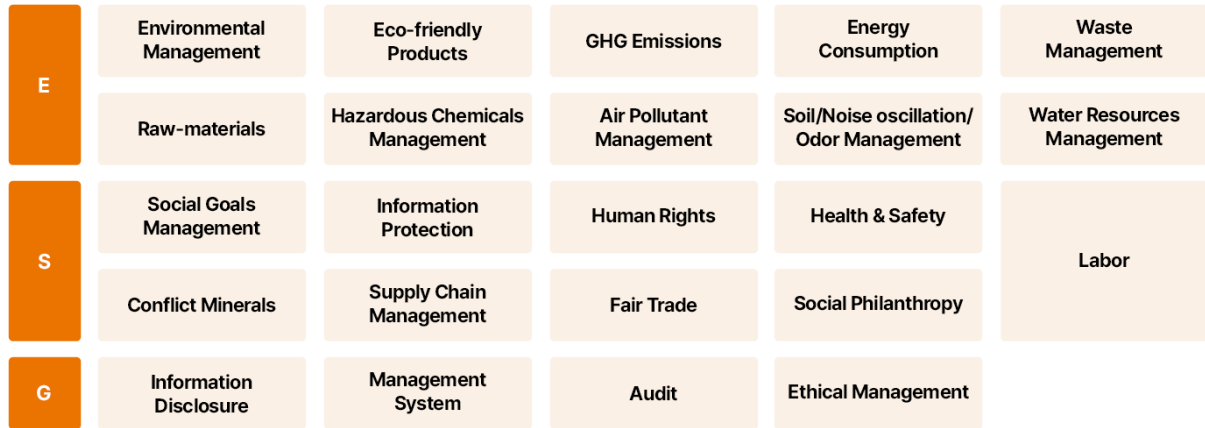 E
Environmental
Management
Eco-friendly
Products
GHG Emissions
Energy
Consumption
Waste
Management
Raw-materials
Hazardous Chemicals
Management
Air Pollutant
Management
Soil/Noise oscillation/
Odor Management
Water Resources
Management
S
Social Goals
Management
Information
Protection
Human Rights
Health & Safety
Labor
Conflict Minerals
Supply Chain
Management
Fair Trade
Social Philanthropy
G
Information
Disclosure
Management
System
Audit
Ethical Management